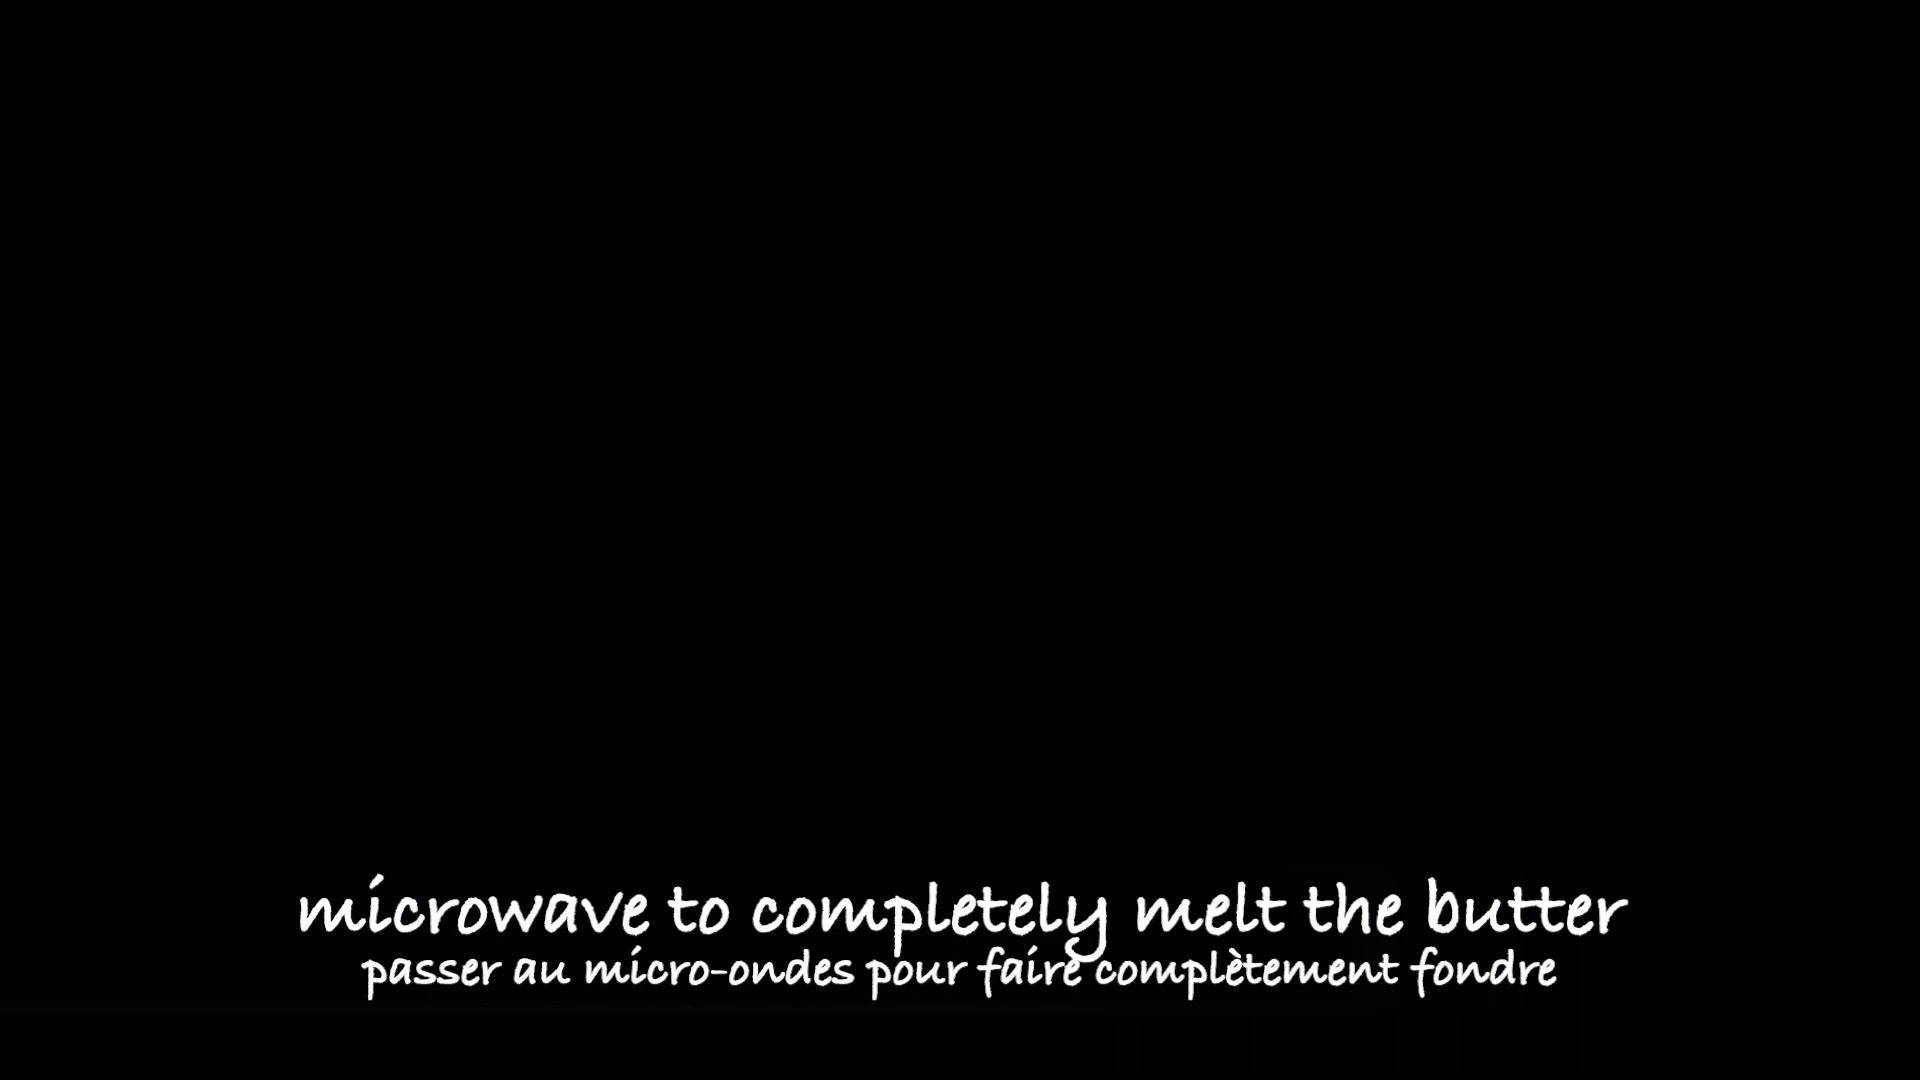 microwave to completely melt the butter
passer au micro-ondes pour faire complètement fondre